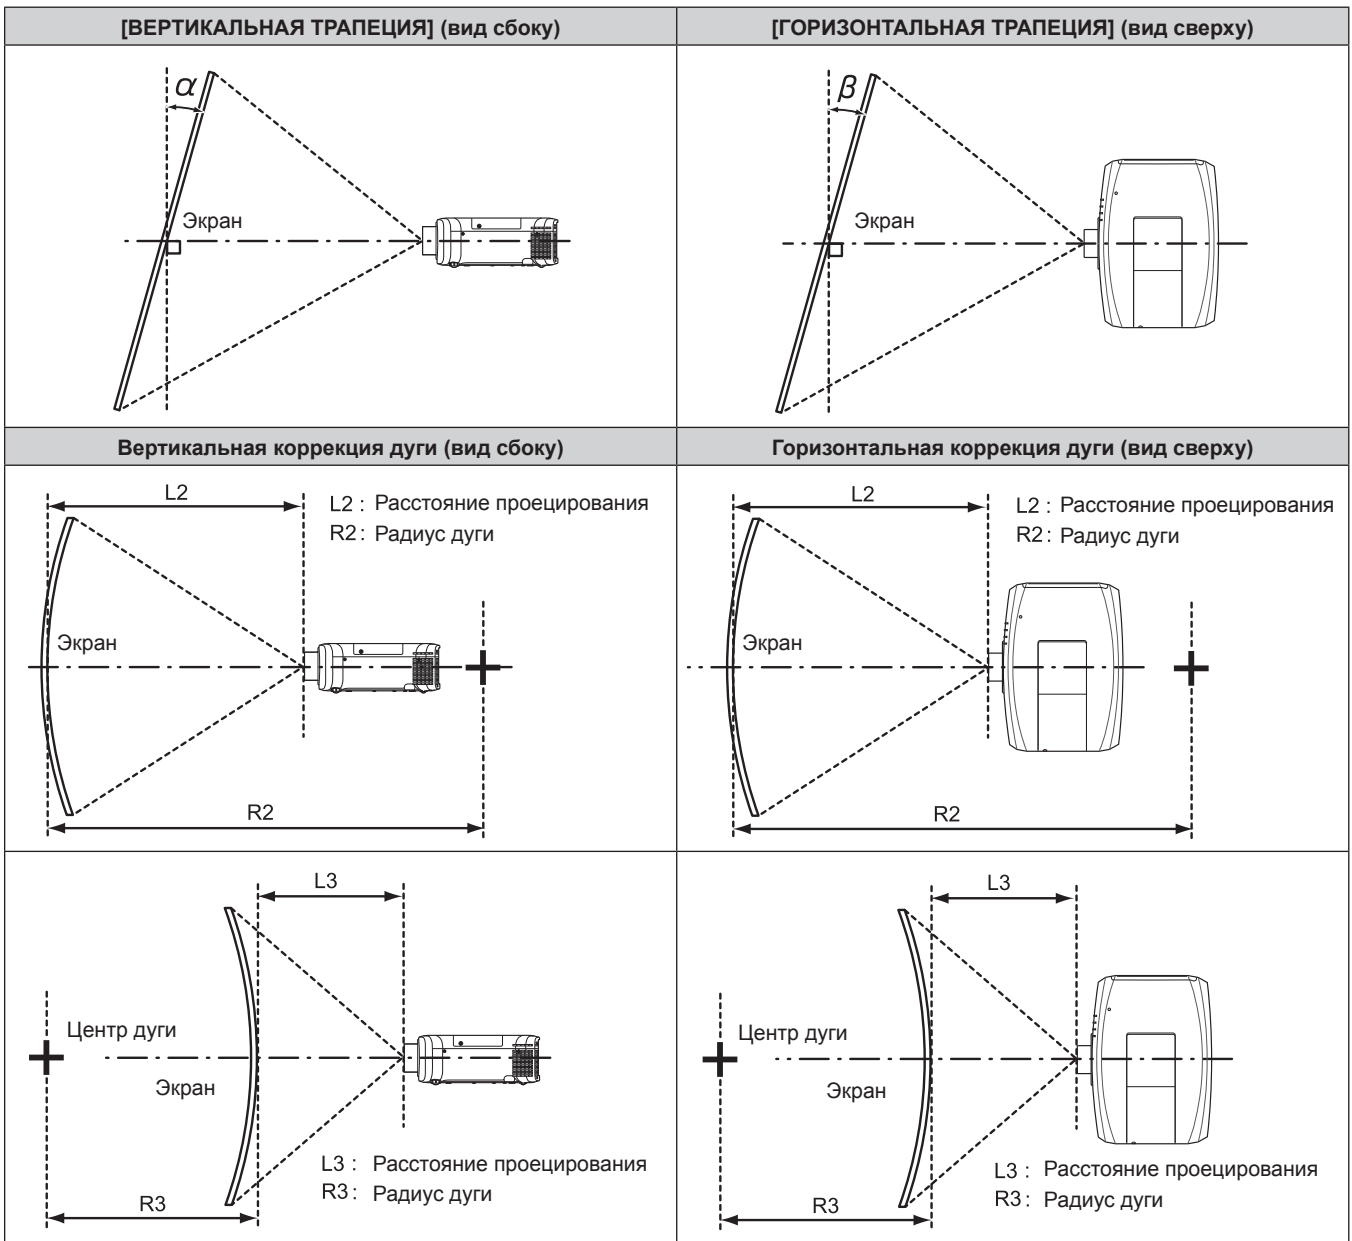 [ВЕРТИКАЛЬНАЯ ТРАПЕЦИЯ] (вид сбоку)
[ГОРИЗОНТАЛЬНАЯ ТРАПЕЦИЯ] (вид сверху)
α
Экран
β
Экран
Вертикальная коррекция дуги (вид сбоку)
Горизонтальная коррекция дуги (вид сверху)
L2
L2 : Расстояние проецирования
R2 : Радиус дуги
Экран
R2
L2
L2 : Расстояние проецирования
R2 : Радиус дуги
Экран
R2
L3
Центр дуги
Экран
L3 : Расстояние проецирования
R3 : Радиус дуги
R3
L3
Центр дуги
Экран
L3 : Расстояние проецирования
R3 : Радиус дуги
R3